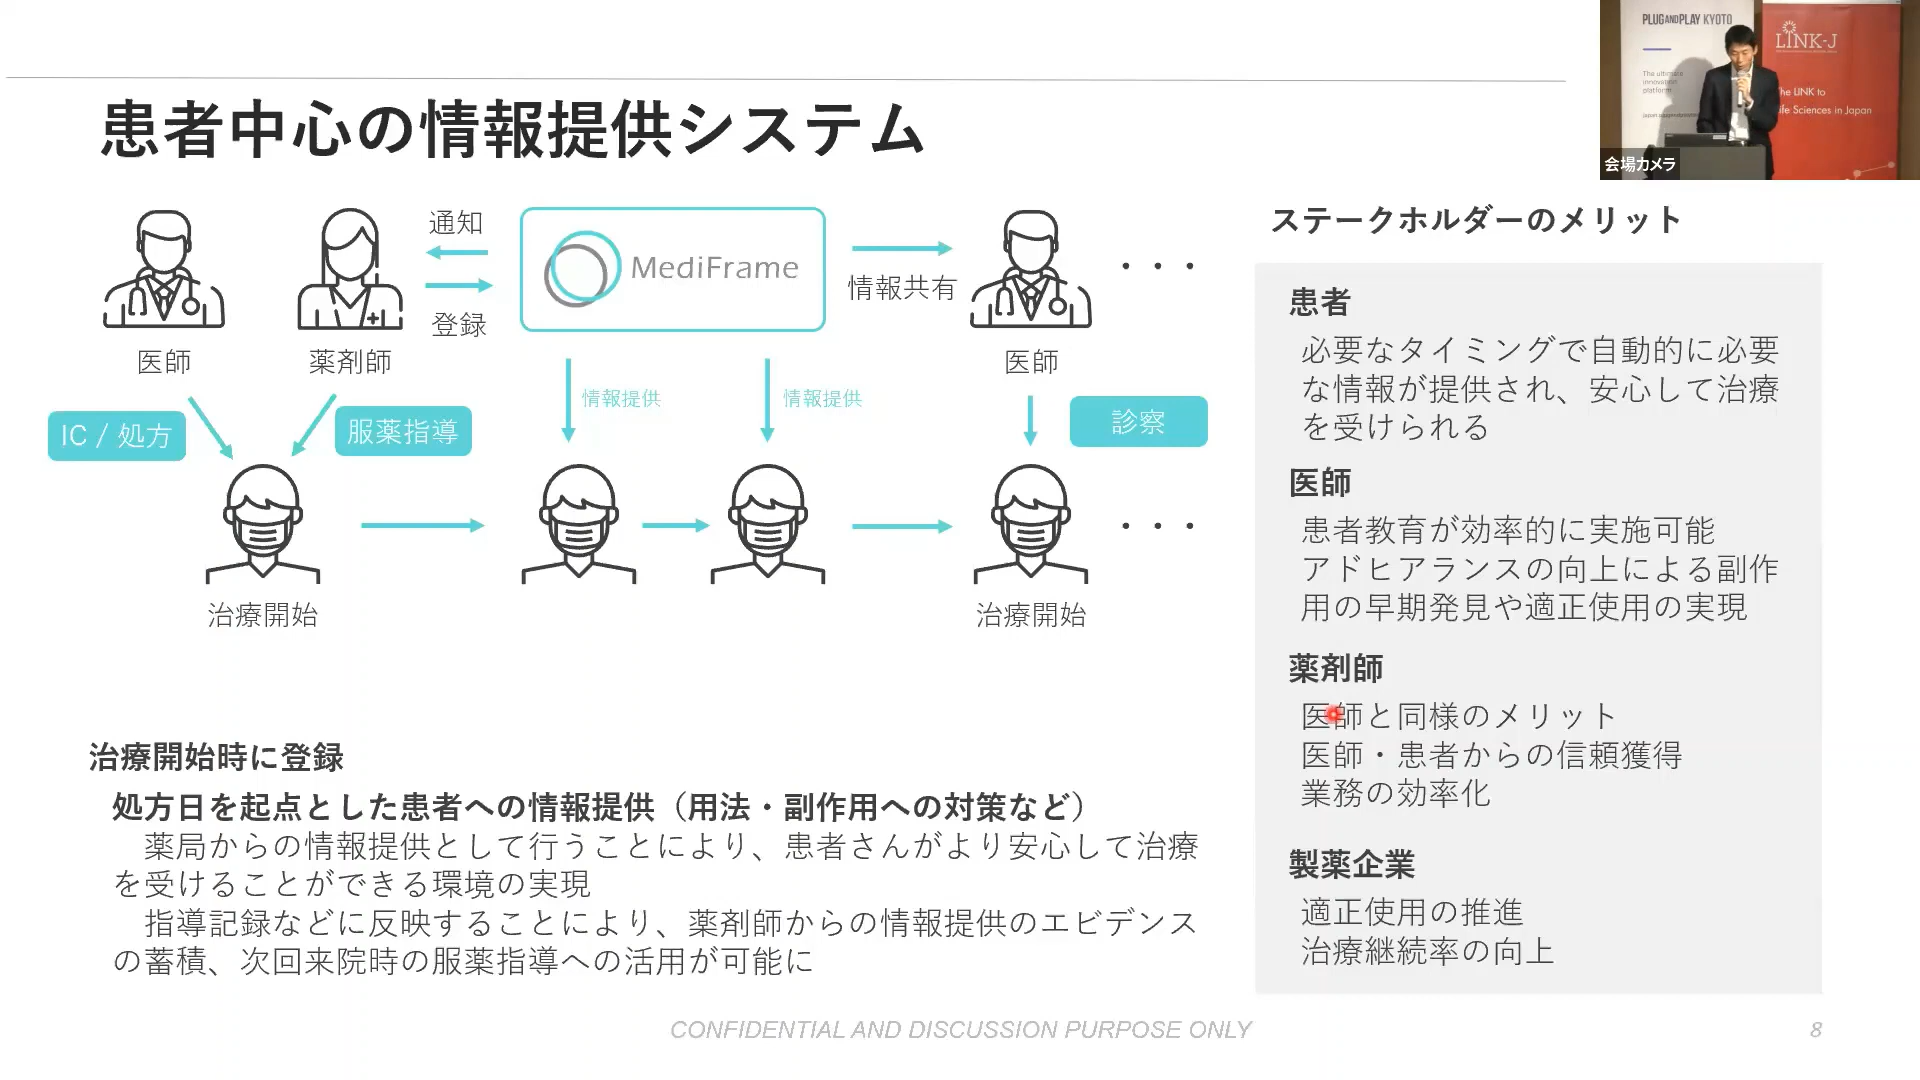 PLUG AND PLAY KYOTO
The ultimate
innovation
platform
LINK-J
The LINK to
Life Sciences in Japan
会場カメラ
患者中心の情報提供システム
通知
登録
MediFrame
情報共有
・・・
医師
薬剤師
医師
IC / 処方
服薬指導
情報提供
情報提供
診察
・・・
治療開始
治療開始
治療開始時に登録
処方日を起点とした患者への情報提供（用法・副作用への対策など）
薬局からの情報提供として行うことにより、患者さんがより安心して治療
を受けることができる環境の実現
指導記録などに反映することにより、薬剤師からの情報提供のエビデンス
の蓄積、次回来院時の服薬指導への活用が可能に
ステークホルダーのメリット
患者
必要なタイミングで自動的に必要
な情報が提供され、安心して治療
を受けられる
医師
患者教育が効率的に実施可能
アドヒアランスの向上による副作
用の早期発見や適正使用の実現
薬剤師
医師と同様のメリット
医師・患者からの信頼獲得
業務の効率化
製薬企業
適正使用の推進
治療継続率の向上
CONFIDENTIAL AND DISCUSSION PURPOSE ONLY
8